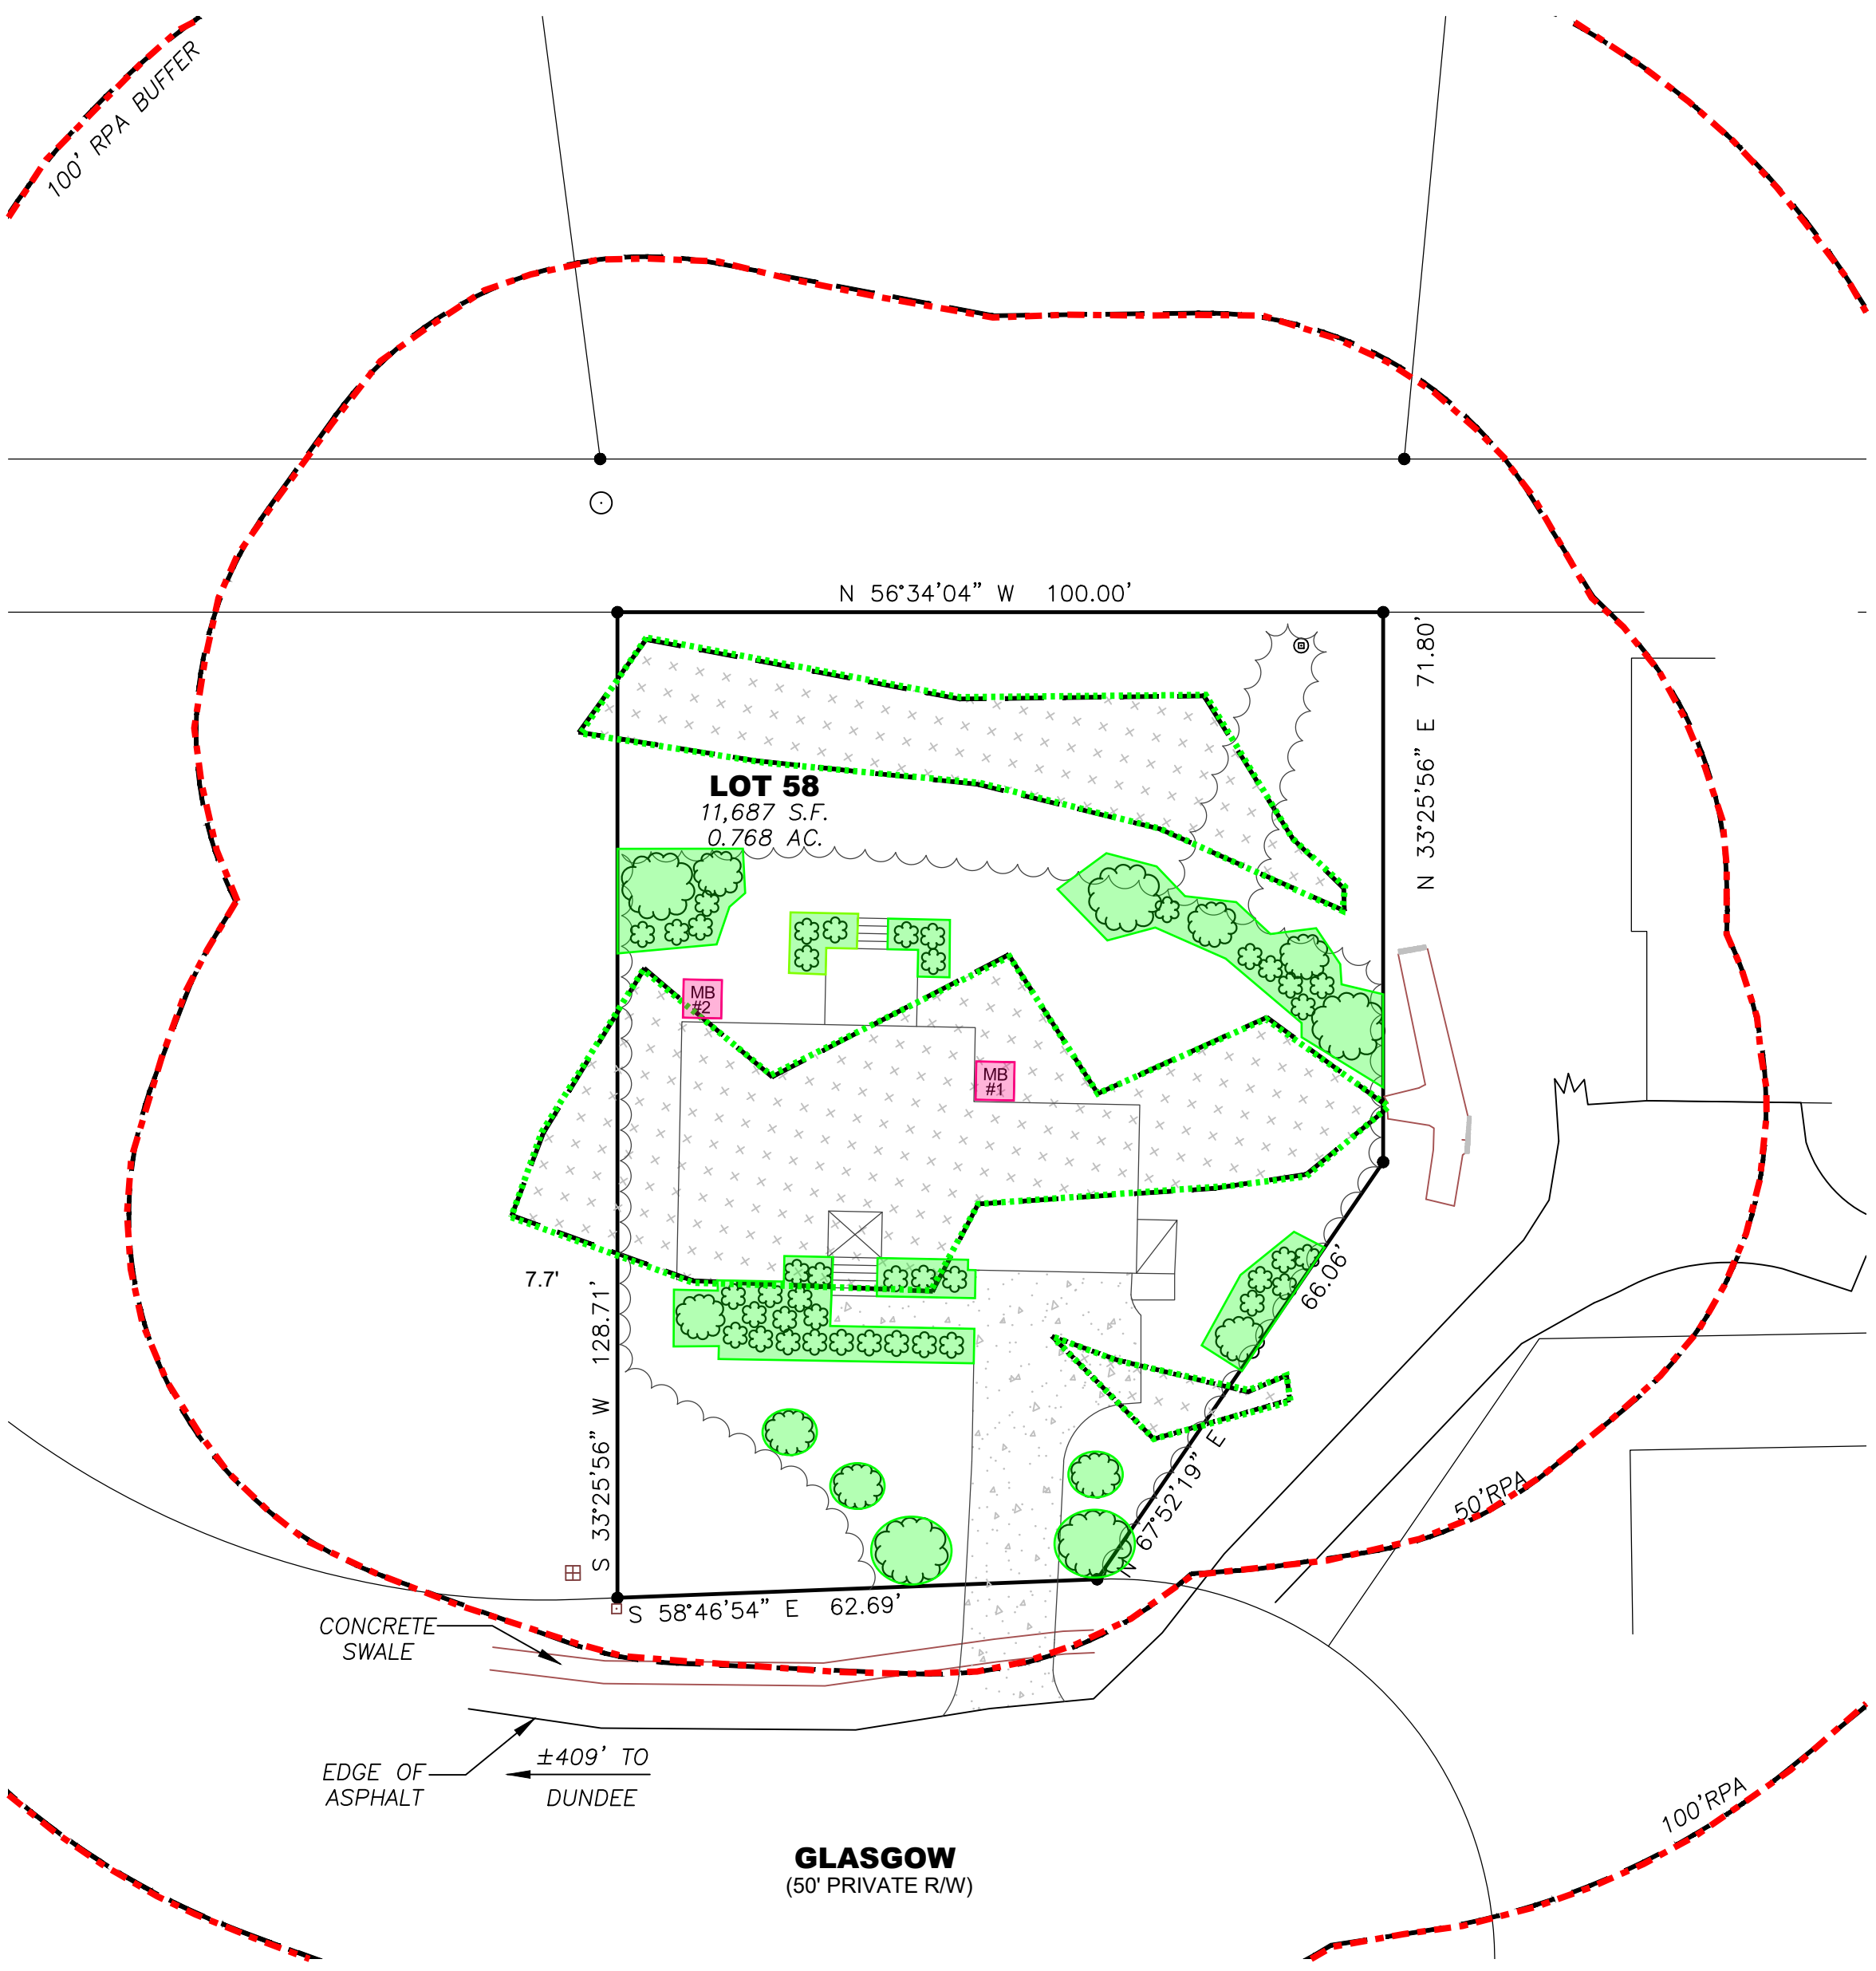 100' RPA BUFFER
N 56°34'04" W 100.00'
N 33°25'56" E 71.80'
LOT 58
11,687 S.F.
0.768 AC.
MB
#2
MB
#1
7.7'
S 33°25'56" W 128.71'
66.06'
N 67°52'19" E
50'RPA
S 58°46'54" E 62.69'
CONCRETE
SWALE
EDGE OF
ASPHALT
±409' TO
DUNDEE
100'RPA
GLASGOW
(50' PRIVATE R/W)